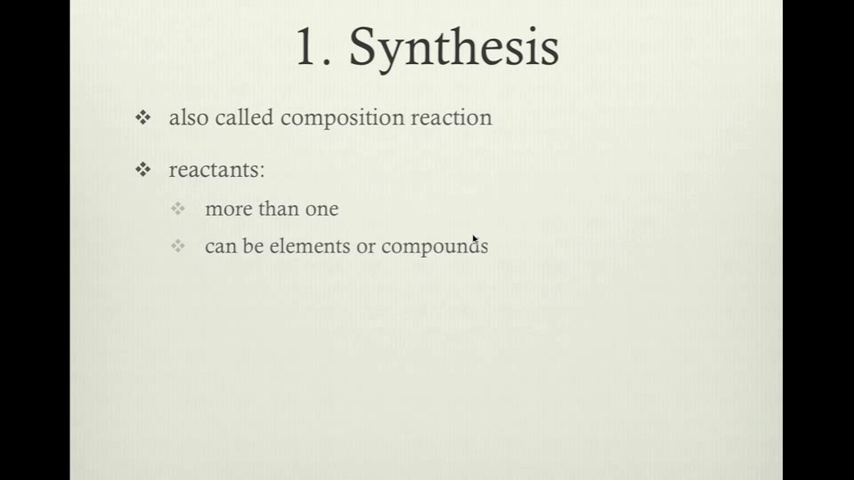 1. Synthesis
also called composition reaction
reactants:
more than one
can be elements or compounds